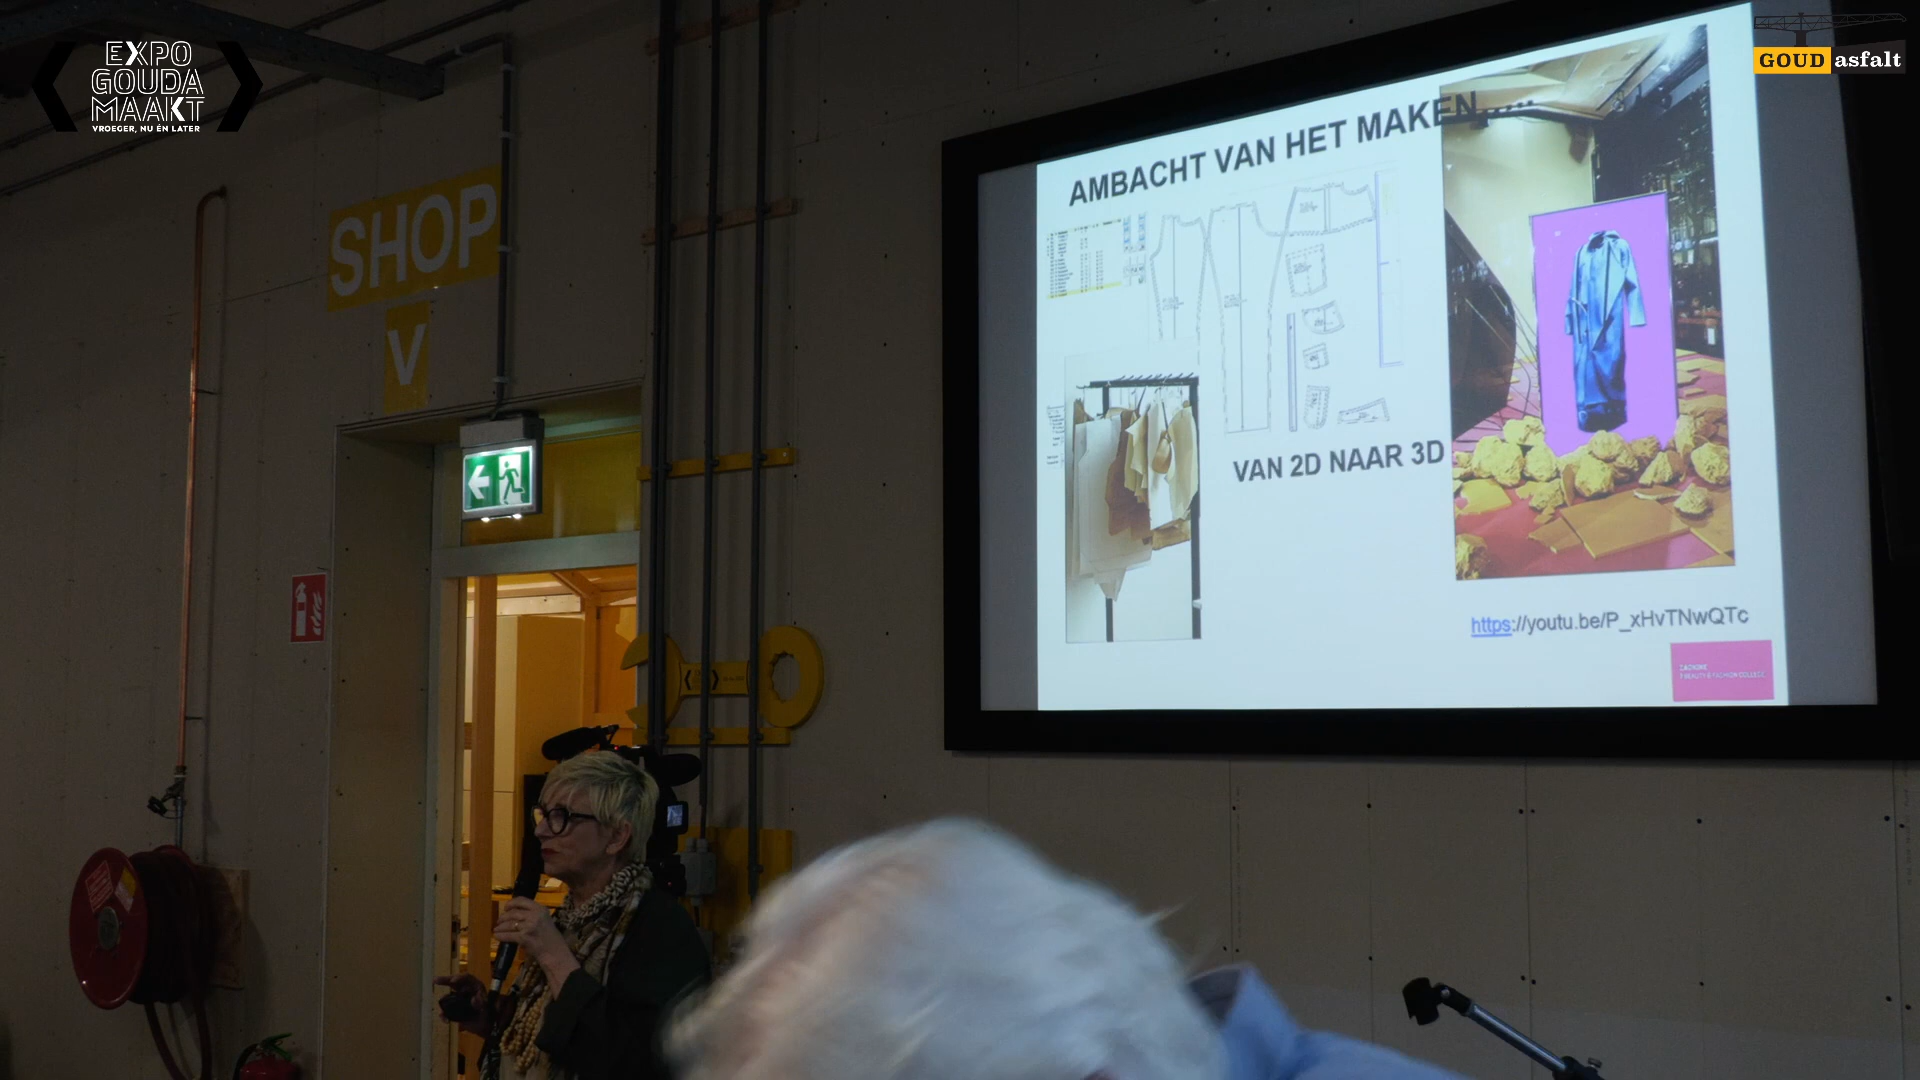 EXPO
GOUDA
MAAKT
VROEGER, NU ÉN LATER
GOUD asfalt
SHOP
V
AMBACHT VAN HET MAKEN.....
VAN 2D NAAR 3D
https://youtu.be/P_xHvTNwQTc